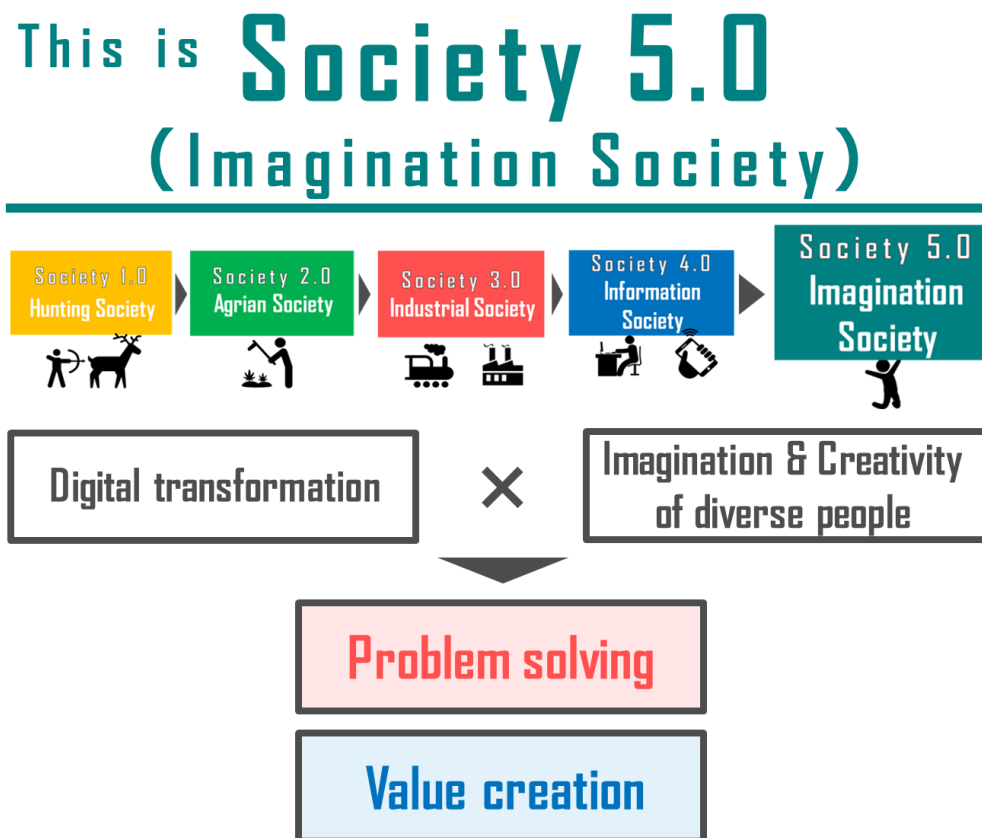 This is Society 5.0
(Imagination Society)
Society 1.0
Hunting Society
Society 2.0
Agrian Society
Society 3.0
Industrial Society
Society 4.0
Information
Society
Society 5.0
Imagination
Society
Digital transformation
×
Imagination & Creativity
of diverse people
Problem solving
Value creation